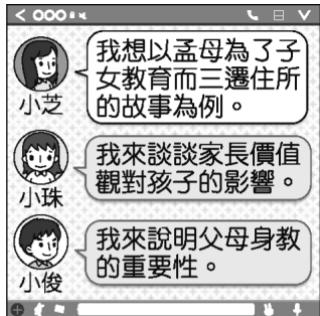 我想以孟母為了子
女教育而三遷住所
的故事為例。
小芝
我來談談家長價值
觀對孩子的影響。
小珠
我來說明父母身教
的重要性。
小俊